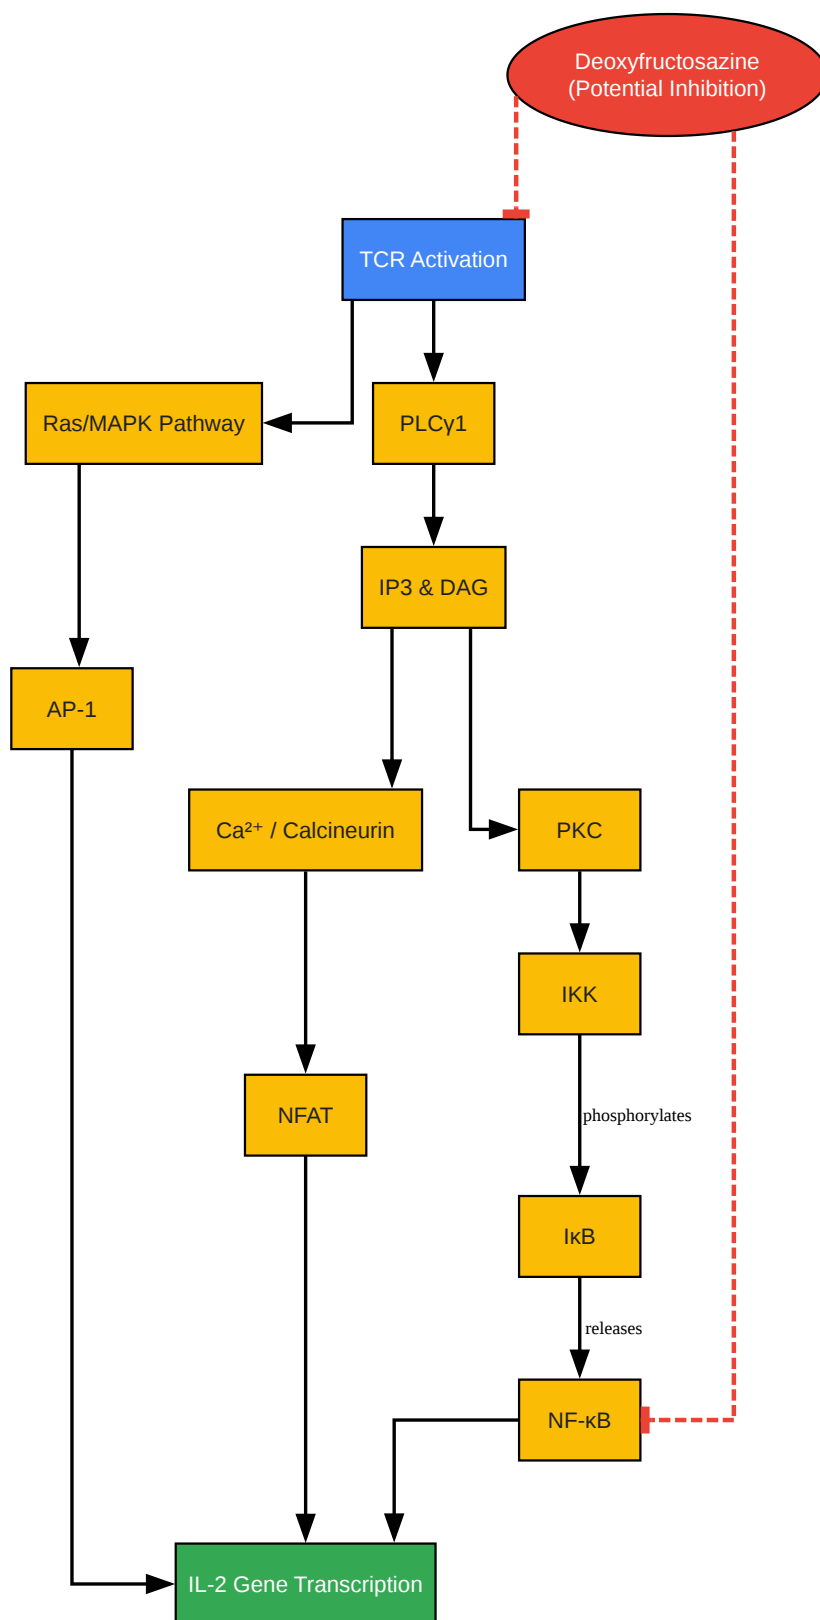 Deoxyfructosazine
(Potential Inhibition)
TCR Activation
Ras/MAPK Pathway
PLCγ1
IP3 & DAG
AP-1
Ca²⁺ / Calcineurin
PKC
IKK
NFAT
phosphorylates
IκB
releases
NF-κB
IL-2 Gene Transcription